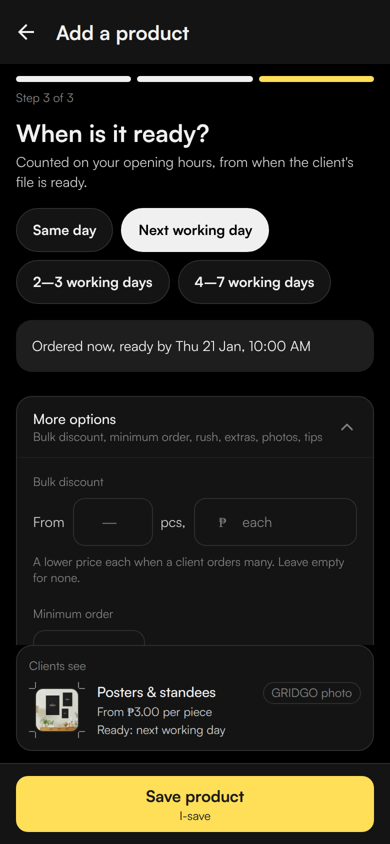 Add a product
Step 3 of 3
When is it ready?
Counted on your opening hours, from when the client's
file is ready.
Same day
Next working day
2–3 working days
4–7 working days
Ordered now, ready by Thu 21 Jan, 10:00 AM
More options
Bulk discount, minimum order, rush, extras, photos, tips
Bulk discount
From — pcs, ₱ each
A lower price each when a client orders many. Leave empty
for none.
Minimum order
Clients see
Posters & standees
GRIDGO photo
From ₱3.00 per piece
Ready: next working day
Save product
I-save